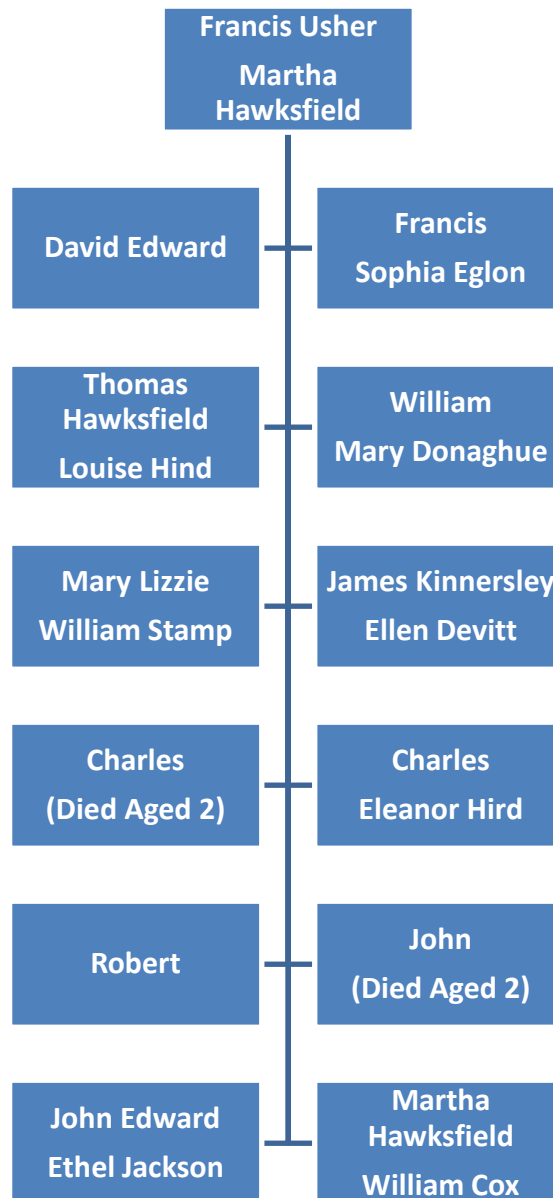 Francis Usher
Martha
Hawksfield
David Edward
Francis
Sophia Eglon
Thomas
Hawksfield
Louise Hind
William
Mary Donaghue
Mary Lizzie
William Stamp
James Kinnersley
Ellen Devitt
Charles
(Died Aged 2)
Charles
Eleanor Hird
Robert
John
(Died Aged 2)
John Edward
Ethel Jackson
Martha
Hawksfield
William Cox